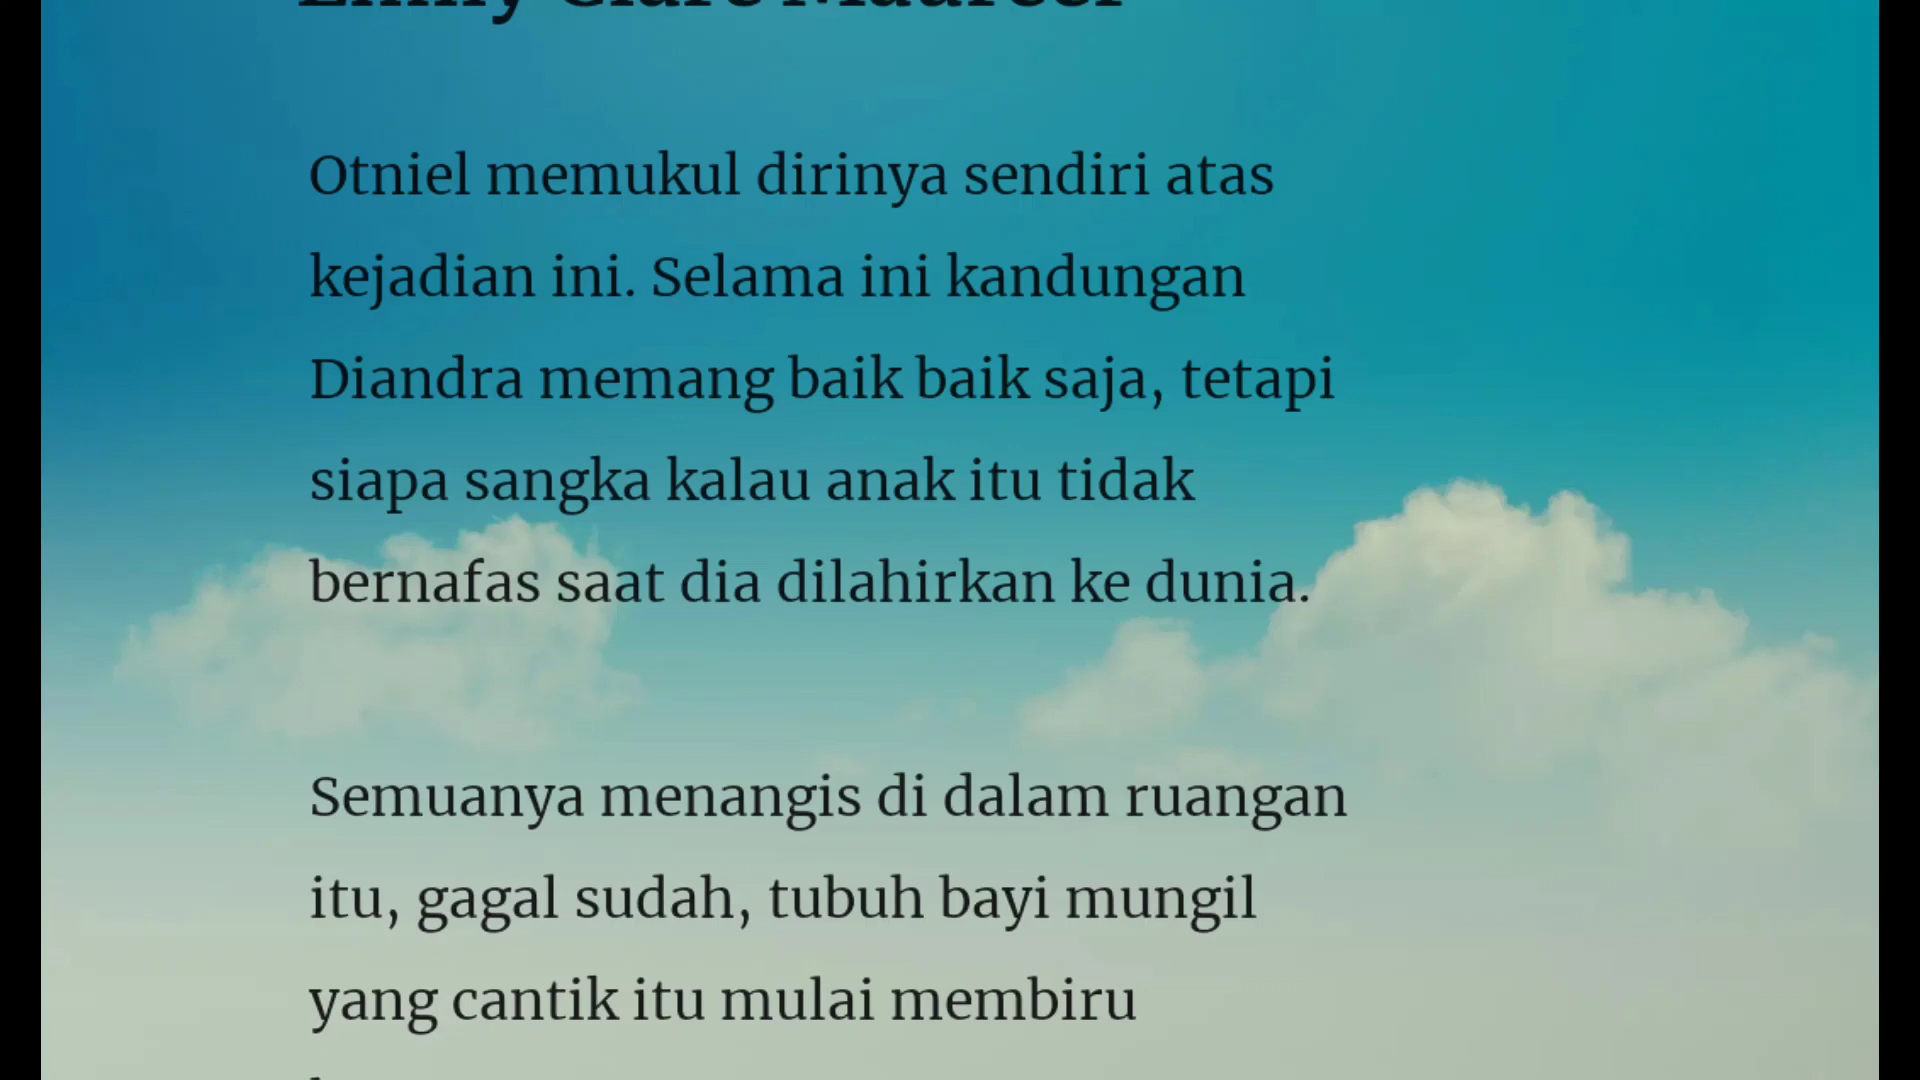 Otniel memukul dirinya sendiri atas
kejadian ini. Selama ini kandungan
Diandra memang baik baik saja, tetapi
siapa sangka kalau anak itu tidak
bernafas saat dia dilahirkan ke dunia.
Semuanya menangis di dalam ruangan
itu, gagal sudah, tubuh bayi mungil
yang cantik itu mulai membiru